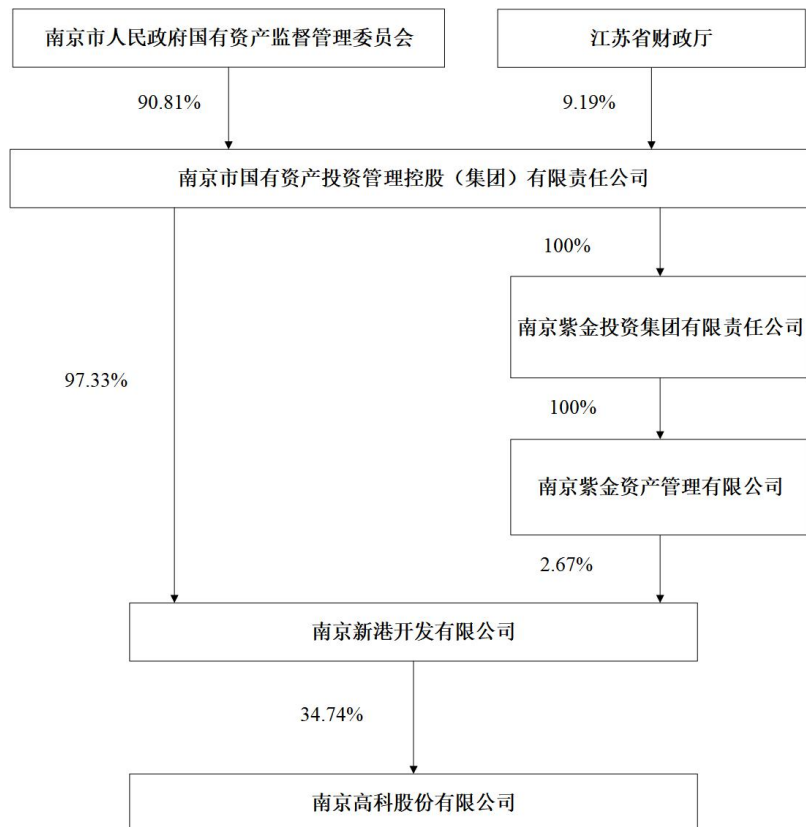 南京市人民政府国有资产监督管理委员会
江苏省财政厅
90.81%
9.19%
南京市国有资产投资管理控股（集团）有限责任公司
100%
南京紫金投资集团有限责任公司
97.33%
100%
南京紫金资产管理有限公司
2.67%
南京新港开发有限公司
34.74%
南京高科股份有限公司